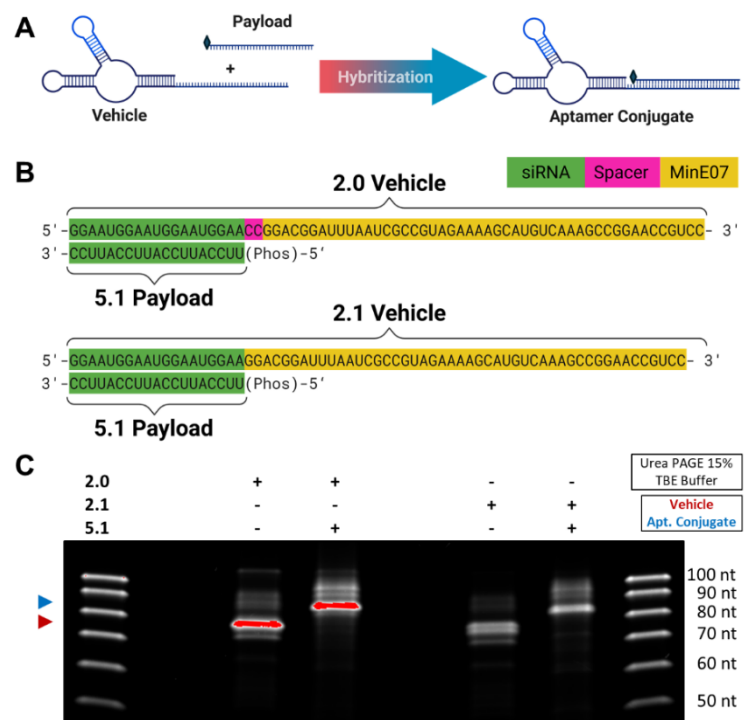 A
Payload
+
Hybritization
Vehicle
Aptamer Conjugate
B
siRNA Spacer MinE07
2.0 Vehicle
5'-GGAAUGGAAUGGAAUGGAACCGGACGGAUUUAAUCGCCGUAGAAAAGCAUGUCAAAGCCGGAACCGUCC- 3'
3'-CCUUACCUUACCUUACCUU(Phos)-5'
5.1 Payload
2.1 Vehicle
5'-GGAAUGGAAUGGAAUGGAAGGACGGAUUUAAUCGCCGUAGAAAAGCAUGUCAAAGCCGGAACCGUCC- 3'
3'-CCUUACCUUACCUUACCUU(Phos)-5'
5.1 Payload
C
2.0 + + - -
2.1 - - + +
5.1 - + - +
Urea PAGE 15%
TBE Buffer
Vehicle
Apt. Conjugate
100 nt
90 nt
80 nt
70 nt
60 nt
50 nt